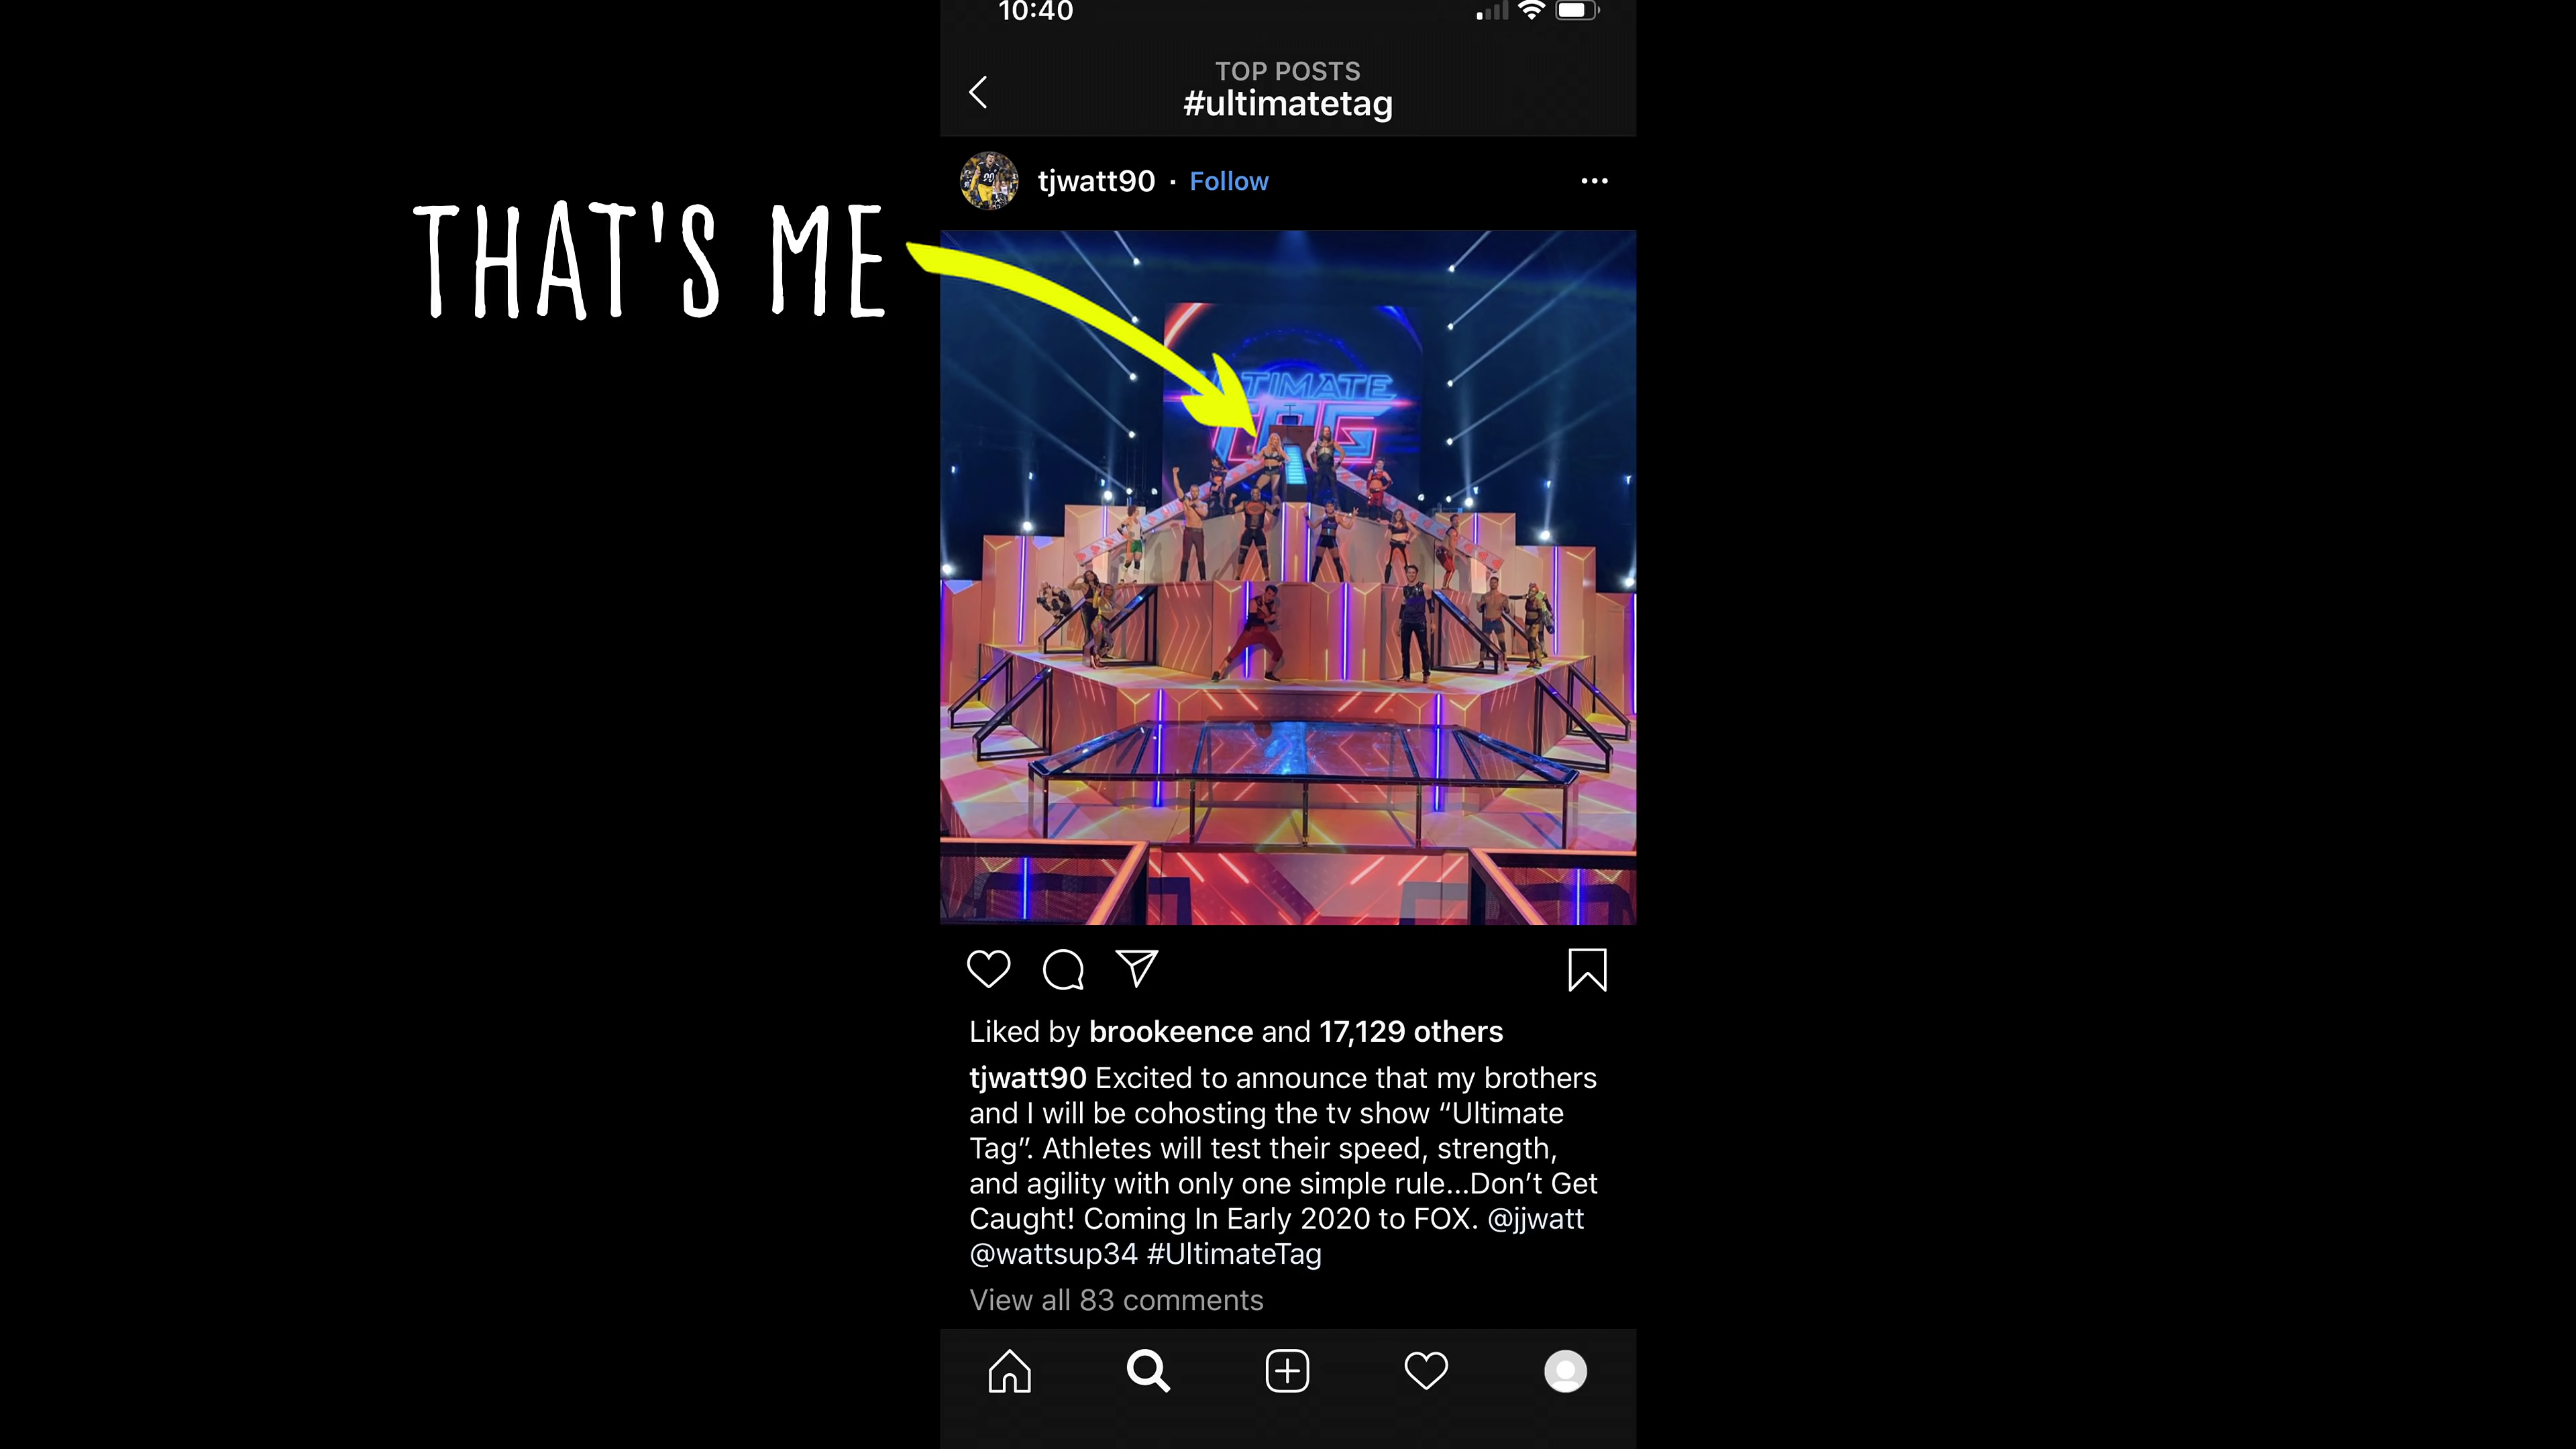 10:40
TOP POSTS
#ultimatetag
tjwatt90 · Follow
THAT'S ME
Liked by brookeence and 17,129 others
tjwatt90 Excited to announce that my brothers
and I will be cohosting the tv show “Ultimate
Tag”. Athletes will test their speed, strength,
and agility with only one simple rule...Don’t Get
Caught! Coming In Early 2020 to FOX. @jjwatt
@wattsup34 #UltimateTag
View all 83 comments